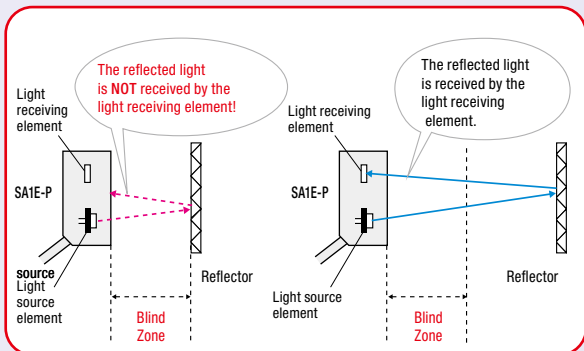 The reflected light
is NOT received by the
light receiving element!
Light
receiving
element
SA1E-P
source
Light
source
element
Reflector
Blind
Zone
The reflected light
is received by the
light receiving
element.
Light receiving
element
SA1E-P
Reflector
Light source
element
Blind
Zone